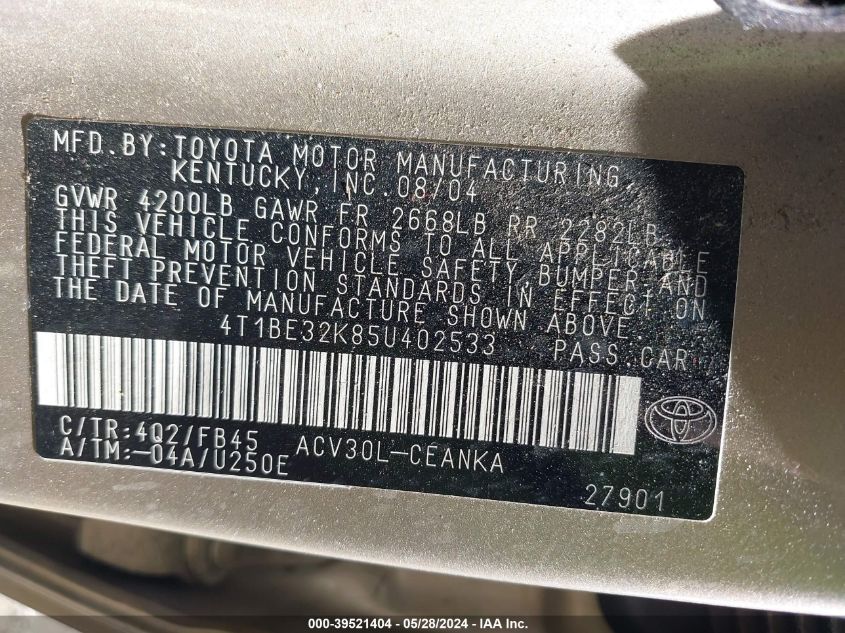 MFD. BY: TOYOTA MOTOR MANUFACTURING,
KENTUCKY, INC. 08/04
GVWR 4200LB GAWR FR 2668LB RR 2282LB
THIS VEHICLE CONFORMS TO ALL APPLICABLE
FEDERAL MOTOR VEHICLE SAFETY, BUMPER, AND
THEFT PREVENTION STANDARDS IN EFFECT ON
THE DATE OF MANUFACTURE SHOWN ABOVE.
4T1BE32K85U402533 PASS. CAR
C/TR: 4Q2/FB45 ACV30L-CEANKA
A/TM: -04A/U250E
27901
000-39521404 - 05/28/2024 - IAA Inc.